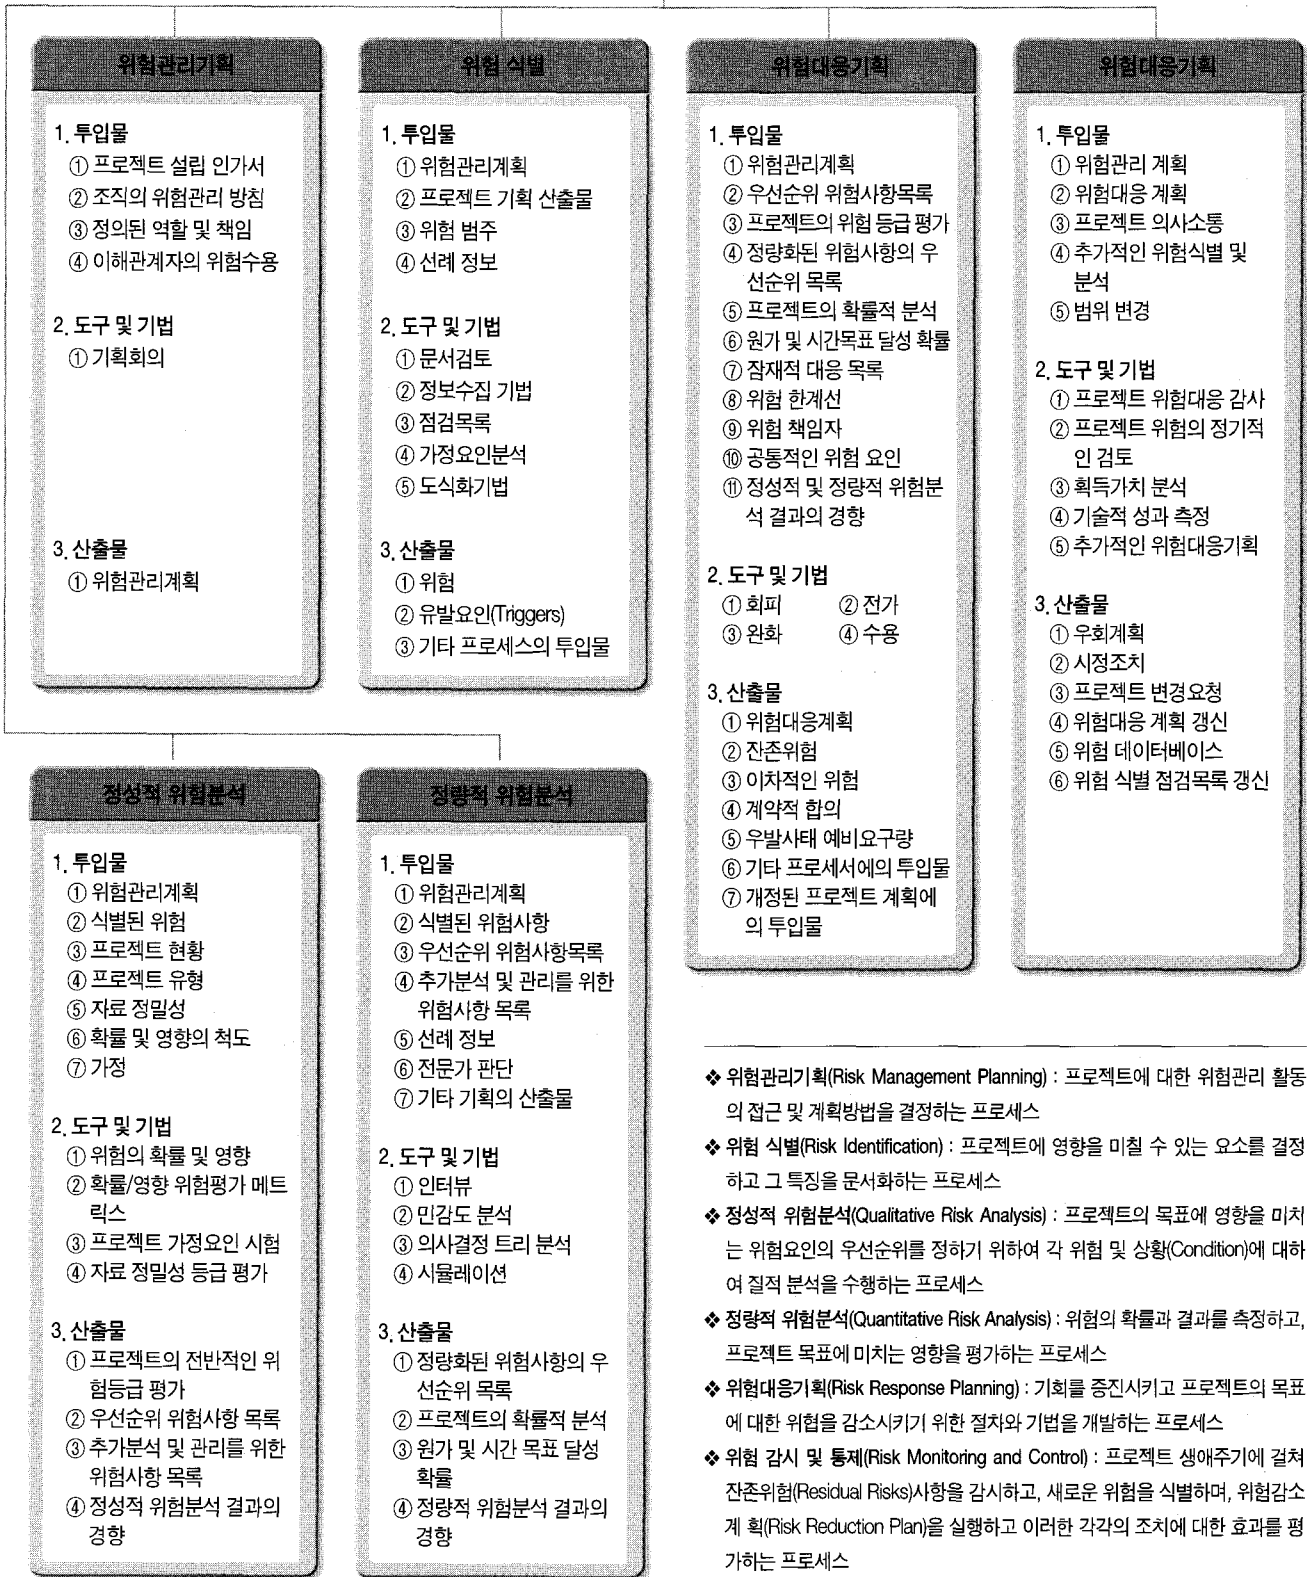 위험관리기획
1. 투입물
① 프로젝트 설립 인가서
② 조직의 위험관리 방침
③ 정의된 역할 및 책임
④ 이해관계자의 위험수용
2. 도구 및 기법
① 기획회의
3. 산출물
① 위험관리계획
위험 식별
1. 투입물
① 위험관리계획
② 프로젝트 기획 산출물
③ 위험 범주
④ 선례 정보
2. 도구 및 기법
① 문서검토
② 정보수집 기법
③ 점검목록
④ 가정요인분석
⑤ 도식화기법
3. 산출물
① 위험
② 유발요인(Triggers)
③ 기타 프로세스의 투입물
위험대응기획
1. 투입물
① 위험관리계획
② 우선순위 위험사항목록
③ 프로젝트의 위험 등급 평가
④ 정량화된 위험사항의 우
선순위 목록
⑤ 프로젝트의 확률적 분석
⑥ 원가 및 시간목표 달성 확률
⑦ 잠재적 대응 목록
⑧ 위험 한계선
⑨ 위험 책임자
⑩ 공통적인 위험 요인
⑪ 정성적 및 정량적 위험분
석 결과의 경향
2. 도구 및 기법
① 회피 ② 전가
③ 완화 ④ 수용
3. 산출물
① 위험대응계획
② 잔존위험
③ 이차적인 위험
④ 계약적 합의
⑤ 우발사태 예비요구량
⑥ 기타 프로세서에의 투입물
⑦ 개정된 프로젝트 계획에
의 투입물
위험대응기획
1. 투입물
① 위험관리 계획
② 위험대응 계획
③ 프로젝트 의사소통
④ 추가적인 위험식별 및
분석
⑤ 범위 변경
2. 도구 및 기법
① 프로젝트 위험대응 감사
② 프로젝트 위험의 정기적
인 검토
③ 획득가치 분석
④ 기술적 성과 측정
⑤ 추가적인 위험대응기획
3. 산출물
① 우회계획
② 시정조치
③ 프로젝트 변경요청
④ 위험대응 계획 갱신
⑤ 위험 데이터베이스
⑥ 위험 식별 점검목록 갱신
정성적 위험분석
1. 투입물
① 위험관리계획
② 식별된 위험
③ 프로젝트 현황
④ 프로젝트 유형
⑤ 자료 정밀성
⑥ 확률 및 영향의 척도
⑦ 가정
2. 도구 및 기법
① 위험의 확률 및 영향
② 확률/영향 위험평가 메트
릭스
③ 프로젝트 가정요인 시험
④ 자료 정밀성 등급 평가
3. 산출물
① 프로젝트의 전반적인 위
험등급 평가
② 우선순위 위험사항 목록
③ 추가분석 및 관리를 위한
위험사항 목록
④ 정성적 위험분석 결과의
경향
정량적 위험분석
1. 투입물
① 위험관리계획
② 식별된 위험사항
③ 우선순위 위험사항목록
④ 추가분석 및 관리를 위한
위험사항 목록
⑤ 선례 정보
⑥ 전문가 판단
⑦ 기타 기획의 산출물
2. 도구 및 기법
① 인터뷰
② 민감도 분석
③ 의사결정 트리 분석
④ 시뮬레이션
3. 산출물
① 정량화된 위험사항의 우
선순위 목록
② 프로젝트의 확률적 분석
③ 원가 및 시간 목표 달성
확률
④ 정량적 위험분석 결과의
경향
❖ 위험관리기획(Risk Management Planning) : 프로젝트에 대한 위험관리 활동
의 접근 및 계획방법을 결정하는 프로세스
❖ 위험 식별(Risk Identification) : 프로젝트에 영향을 미칠 수 있는 요소를 결정
하고 그 특징을 문서화하는 프로세스
❖ 정성적 위험분석(Qualitative Risk Analysis) : 프로젝트의 목표에 영향을 미치
는 위험요인의 우선순위를 정하기 위하여 각 위험 및 상황(Condition)에 대하
여 질적 분석을 수행하는 프로세스
❖ 정량적 위험분석(Quantitative Risk Analysis) : 위험의 확률과 결과를 측정하고,
프로젝트 목표에 미치는 영향을 평가하는 프로세스
❖ 위험대응기획(Risk Response Planning) : 기회를 증진시키고 프로젝트의 목표
에 대한 위협을 감소시키기 위한 절차와 기법을 개발하는 프로세스
❖ 위험 감시 및 통제(Risk Monitoring and Control) : 프로젝트 생애주기에 걸쳐
잔존위험(Residual Risks)사항을 감시하고, 새로운 위험을 식별하며, 위험감소
계 획(Risk Reduction Plan)을 실행하고 이러한 각각의 조치에 대한 효과를 평
가하는 프로세스